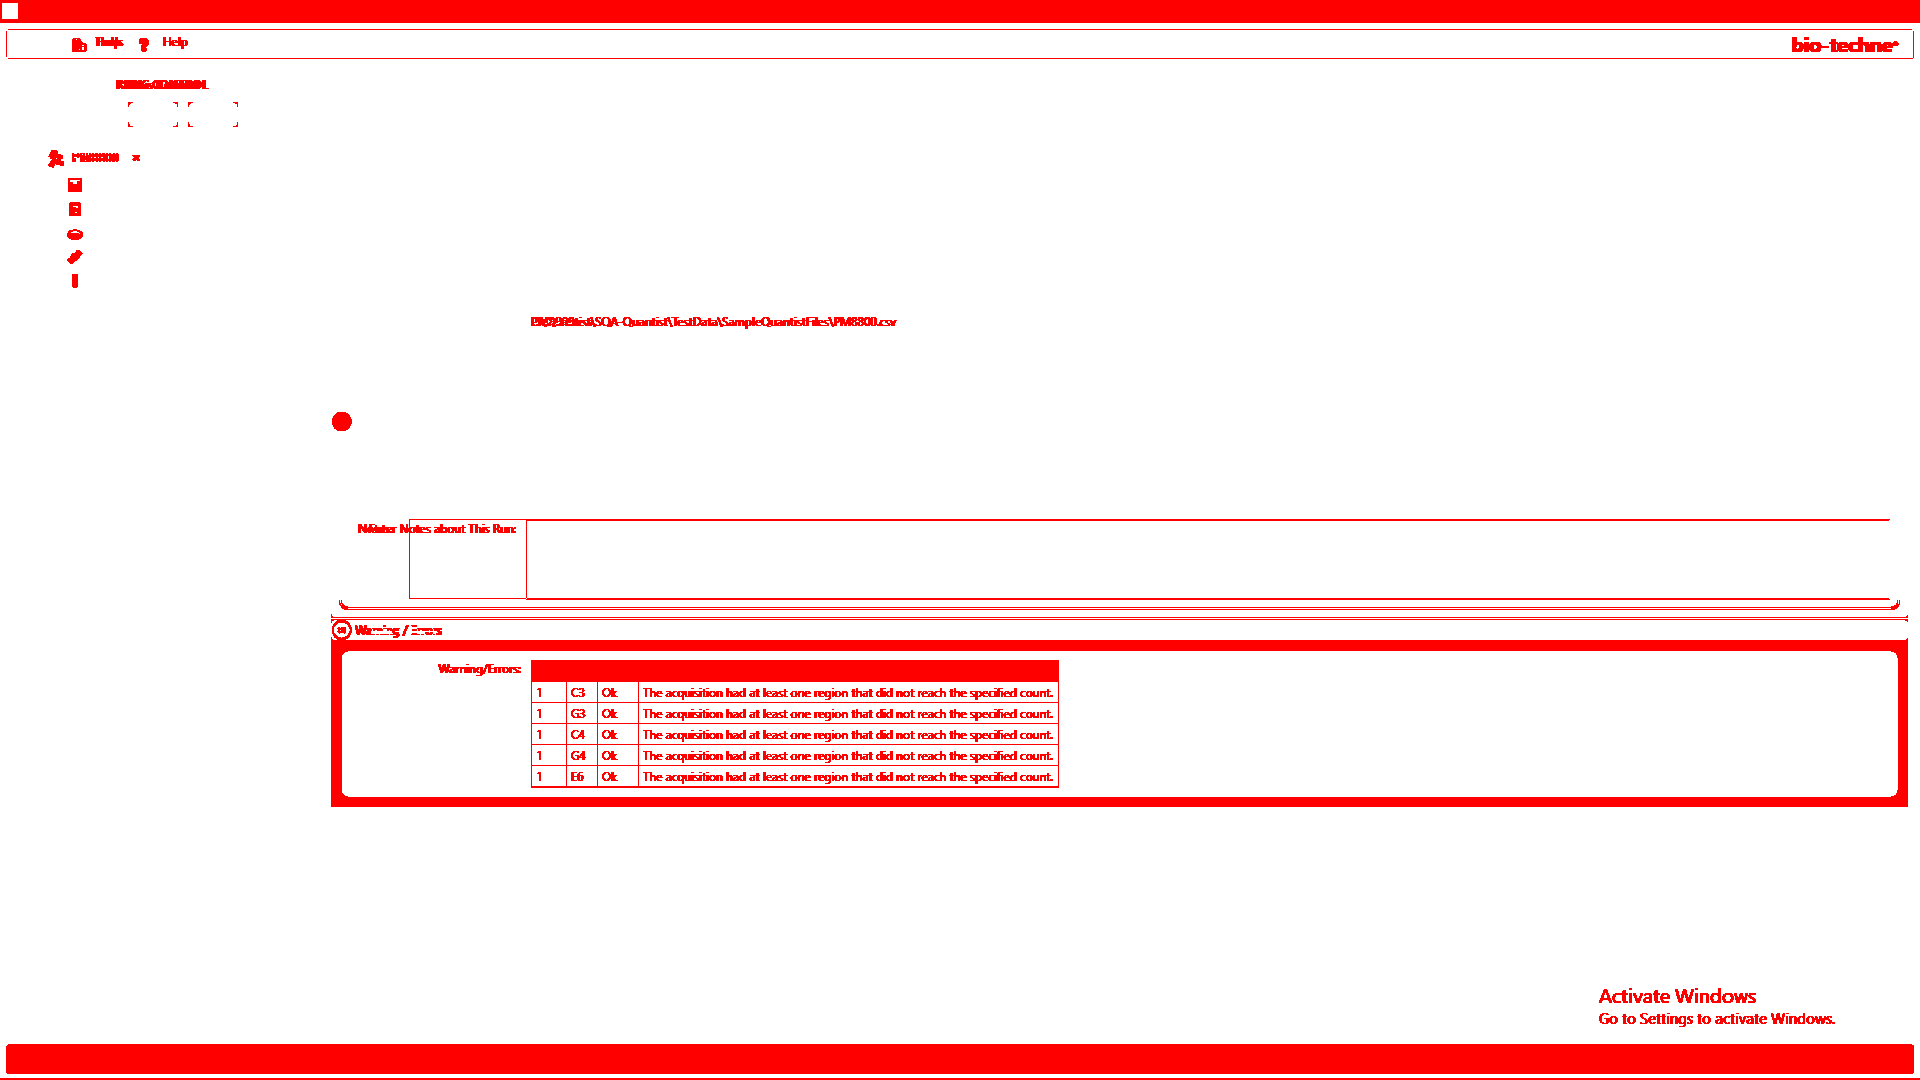 Help
bio-techne
\SQA-Quantist\TestData\SampleQuantistFiles\PM8800.csv
Enter Notes about This Run:
Warning / Errors
Warning/Errors:
1 C3 Ok The acquisition had at least one region that did not reach the specified count.
1 G3 Ok The acquisition had at least one region that did not reach the specified count.
1 C4 Ok The acquisition had at least one region that did not reach the specified count.
1 G4 Ok The acquisition had at least one region that did not reach the specified count.
1 E6 Ok The acquisition had at least one region that did not reach the specified count.
Activate Windows
Go to Settings to activate Windows.